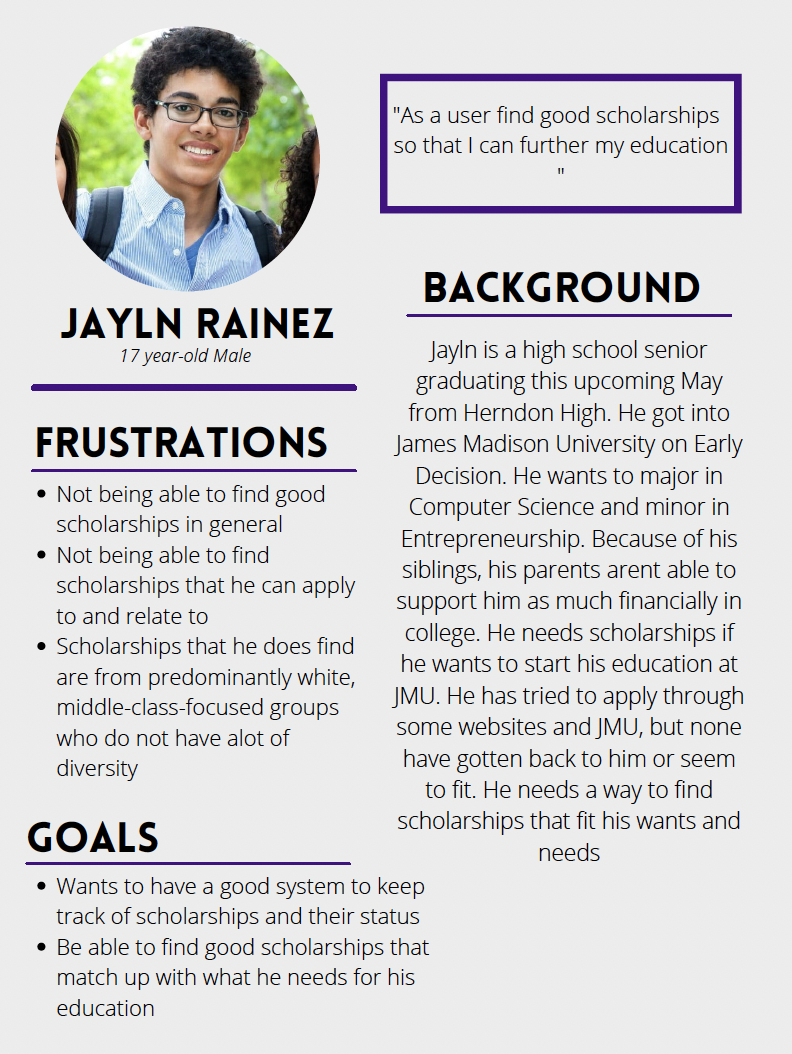 "As a user find good scholarships
so that I can further my education
"
JAYLN RAINEZ
17 year-old Male
FRUSTRATIONS
• Not being able to find good
scholarships in general
• Not being able to find
scholarships that he can apply
to and relate to
• Scholarships that he does find
are from predominantly white,
middle-class-focused groups
who do not have alot of
diversity
GOALS
• Wants to have a good system to keep
track of scholarships and their status
• Be able to find good scholarships that
match up with what he needs for his
education
BACKGROUND
Jayln is a high school senior
graduating this upcoming May
from Herndon High. He got into
James Madison University on Early
Decision. He wants to major in
Computer Science and minor in
Entrepreneurship. Because of his
siblings, his parents arent able to
support him as much financially in
college. He needs scholarships if
he wants to start his education at
JMU. He has tried to apply through
some websites and JMU, but none
have gotten back to him or seem
to fit. He needs a way to find
scholarships that fit his wants and
needs